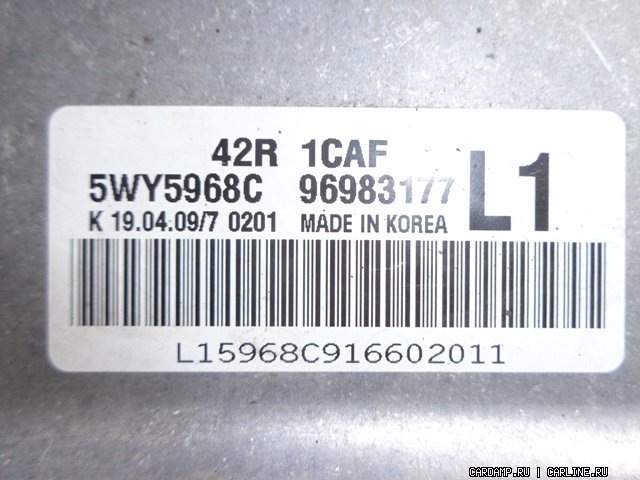 42R 1CAF
5WY5968C 96983177 L1
K 19.04.09/7 0201 MADE IN KOREA
L15968C916602011
CARDAMP.RU | CARLINE.RU